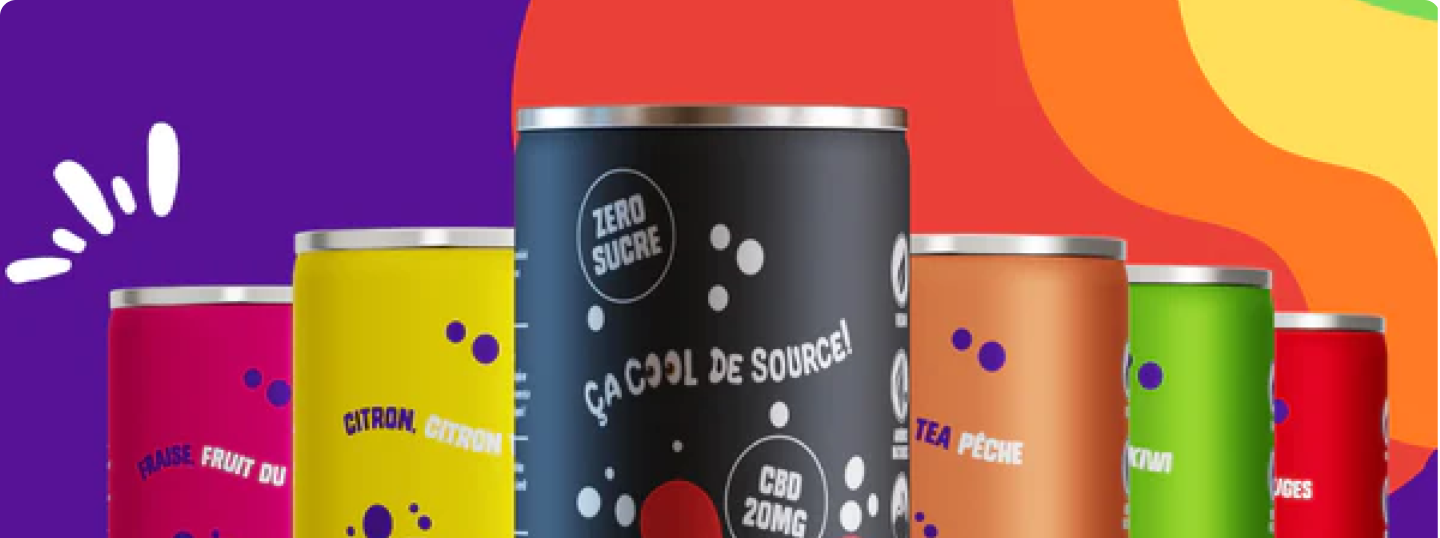 ZERO
SUCRE
ÇA COOL DE SOURCE!
CBD
20MG
FRAISE, FRUIT DU
CITRON, CITRON
TEA PÊCHE
KIWI
UGES